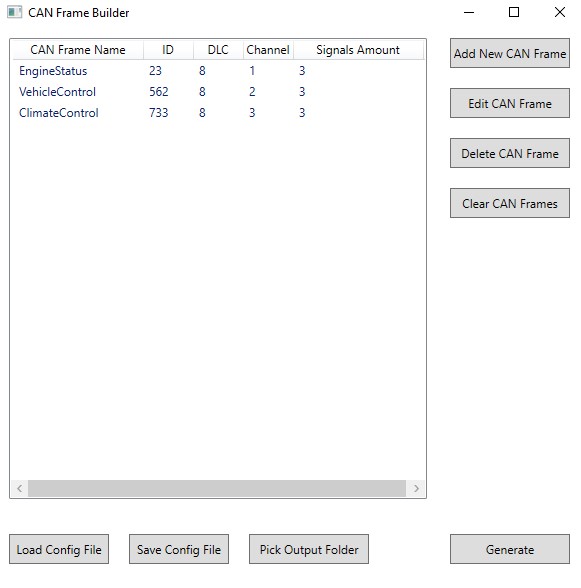 CAN Frame Builder
CAN Frame Name ID DLC Channel Signals Amount
EngineStatus 23 8 1 3
VehicleControl 562 8 2 3
ClimateControl 733 8 3 3
Add New CAN Frame
Edit CAN Frame
Delete CAN Frame
Clear CAN Frames
Load Config File Save Config File Pick Output Folder Generate